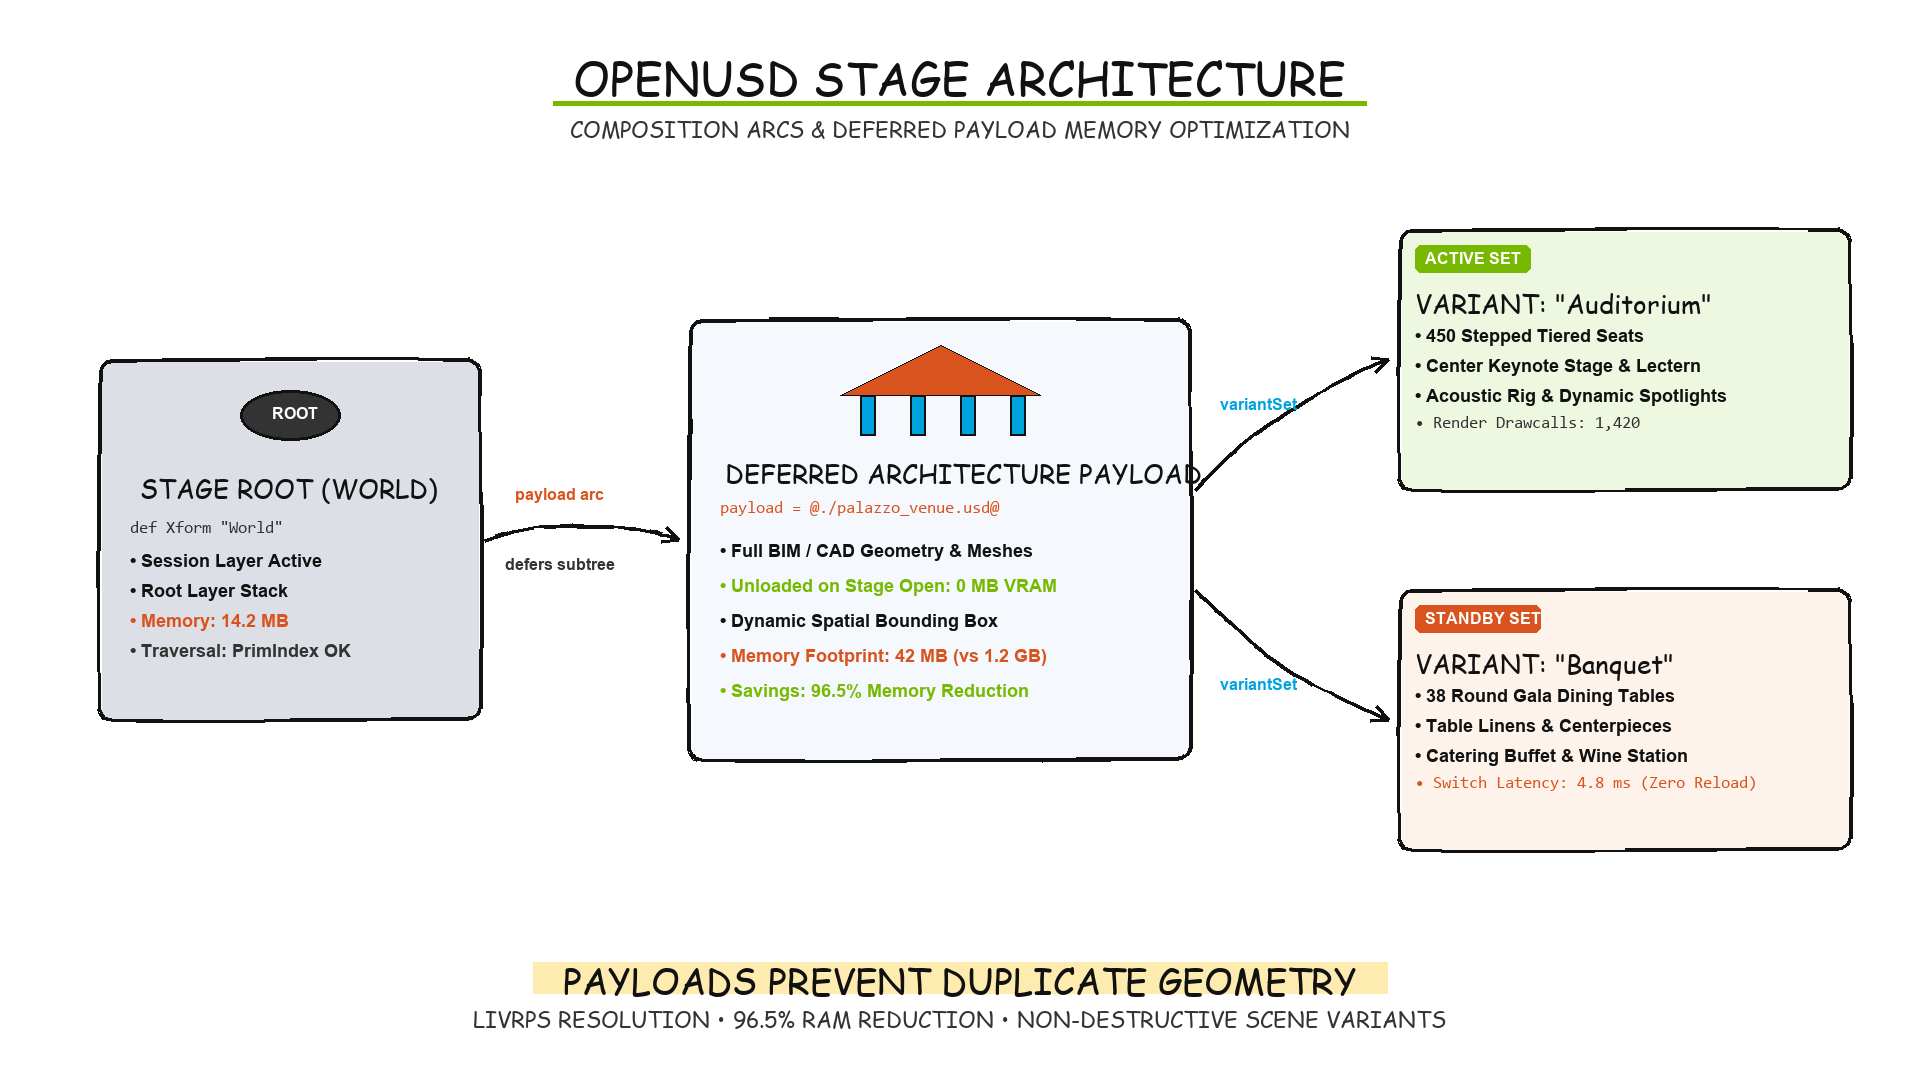 OPENUSD STAGE ARCHITECTURE
COMPOSITION ARCS & DEFERRED PAYLOAD MEMORY OPTIMIZATION
ROOT
STAGE ROOT (WORLD)
def Xform "World"
• Session Layer Active
• Root Layer Stack
• Memory: 14.2 MB
• Traversal: PrimIndex OK
payload arc
defers subtree
DEFERRED ARCHITECTURE PAYLOAD
payload = @./palazzo_venue.usd@
• Full BIM / CAD Geometry & Meshes
• Unloaded on Stage Open: 0 MB VRAM
• Dynamic Spatial Bounding Box
• Memory Footprint: 42 MB (vs 1.2 GB)
• Savings: 96.5% Memory Reduction
variantSet
variantSet
ACTIVE SET
VARIANT: "Auditorium"
• 450 Stepped Tiered Seats
• Center Keynote Stage & Lectern
• Acoustic Rig & Dynamic Spotlights
• Render Drawcalls: 1,420
STANDBY SET
VARIANT: "Banquet"
• 38 Round Gala Dining Tables
• Table Linens & Centerpieces
• Catering Buffet & Wine Station
• Switch Latency: 4.8 ms (Zero Reload)
PAYLOADS PREVENT DUPLICATE GEOMETRY
LIVRPS RESOLUTION • 96.5% RAM REDUCTION • NON-DESTRUCTIVE SCENE VARIANTS